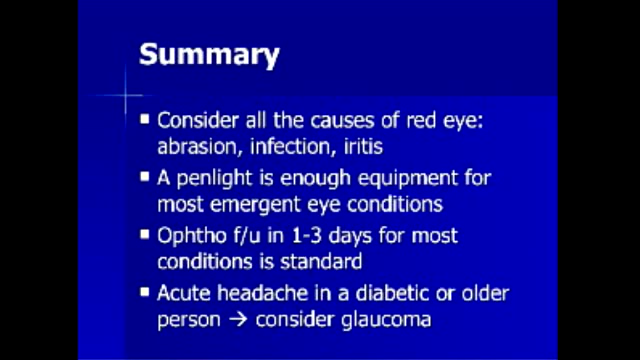 Summary
▪ Consider all the causes of red eye:
abrasion, infection, iritis
▪ A penlight is enough equipment for
most emergent eye conditions
▪ Ophtho f/u in 1-3 days for most
conditions is standard
▪ Acute headache in a diabetic or older
person → consider glaucoma